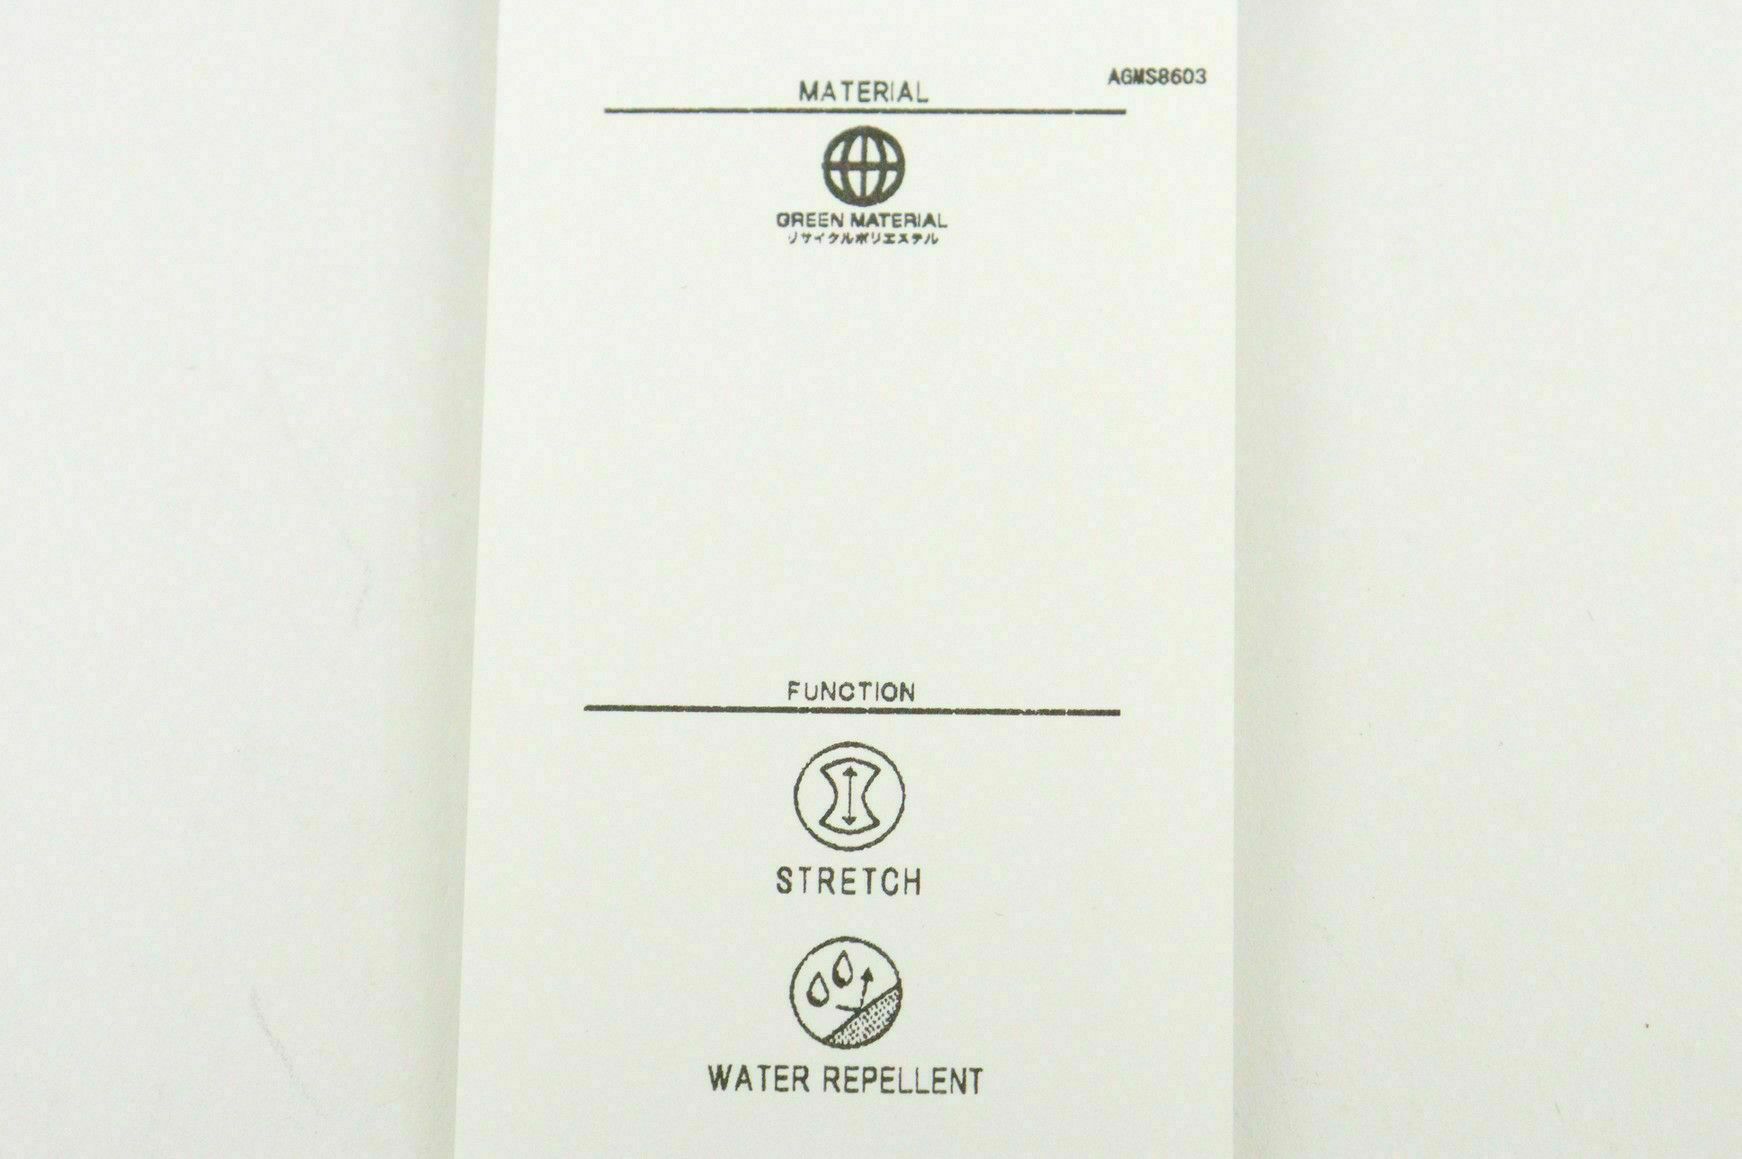 AGMS8603
MATERIAL
GREEN MATERIAL
リサイクルポリエステル
FUNCTION
STRETCH
WATER REPELLENT